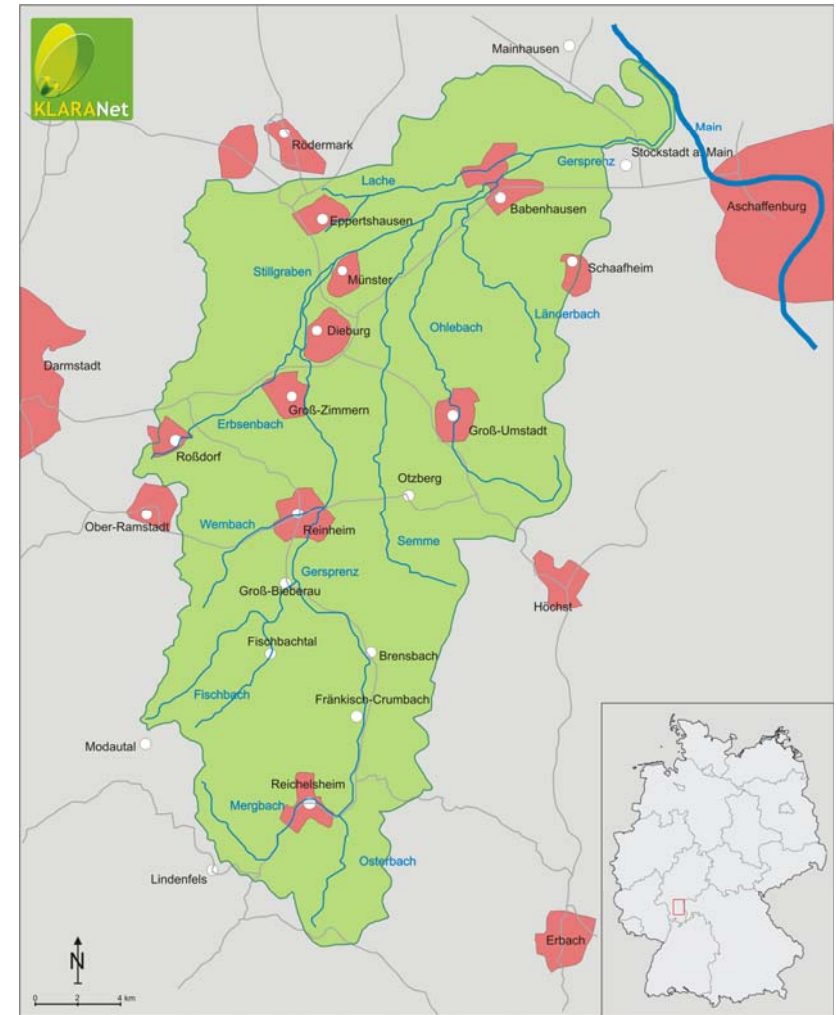 Mainhausen
KLARANet
Main
Rödermark
Stockstadt a. Main
Gersprenz
Lache
Aschaffenburg
Babenhausen
Eppertshausen
Schaafheim
Stillgraben
Münster
Länderbach
Ohlebach
Dieburg
Darmstadt
Groß-Zimmern
Erbsenbach
Groß-Umstadt
Roßdorf
Otzberg
Ober-Ramstadt
Wembach
Reinheim
Semme
Gersprenz
Groß-Bieberau
Höchst
Fischbachtal
Brensbach
Fischbach
Fränkisch-Crumbach
Modautal
Reichelsheim
Mergbach
Osterbach
Lindenfels
Erbach
N
0 2 4 km